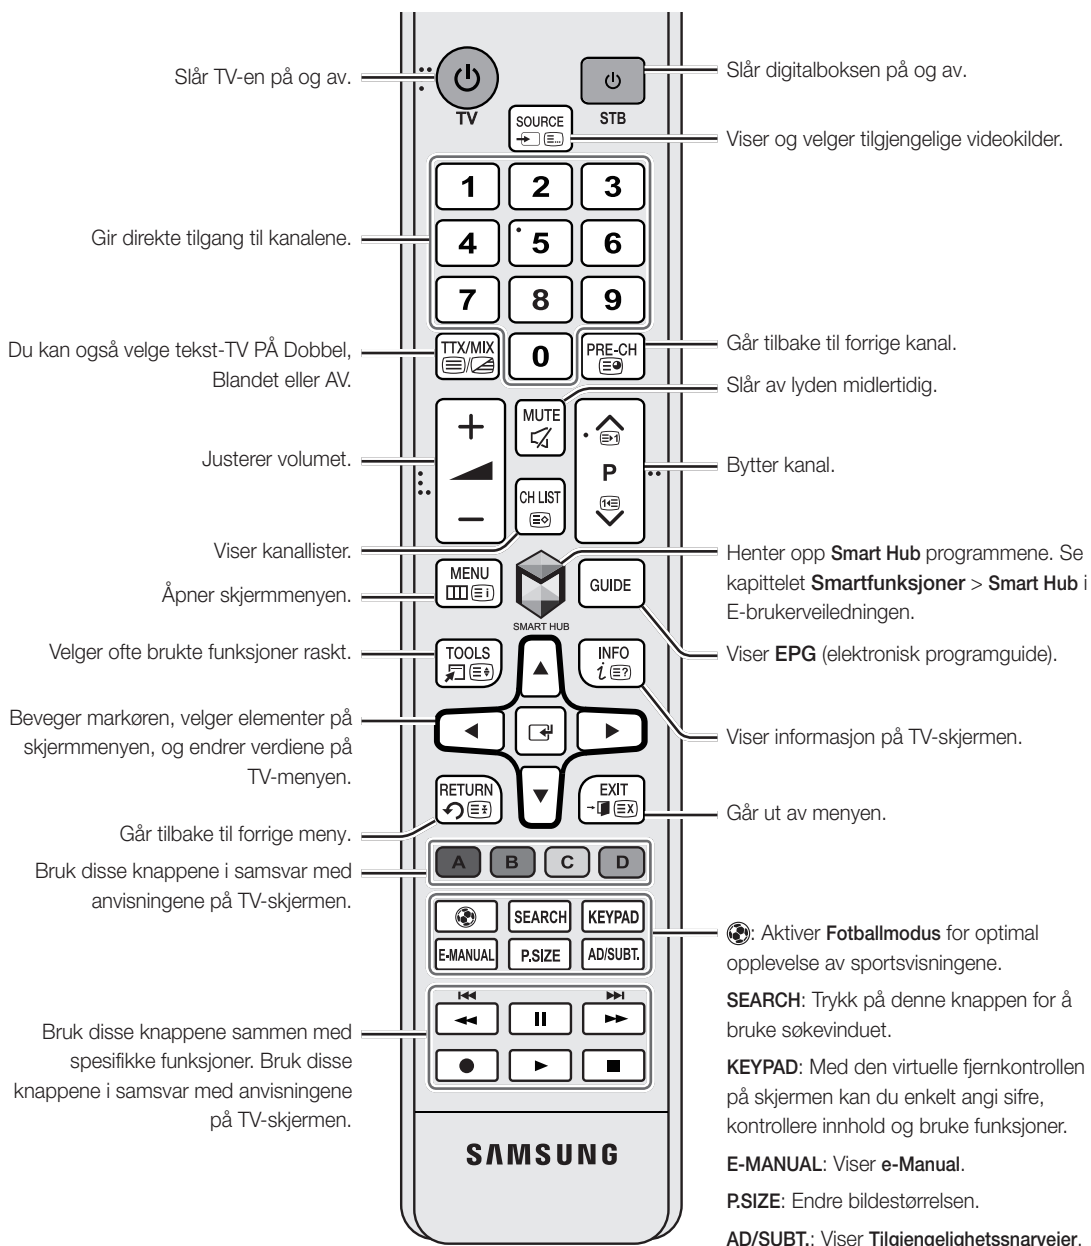 Slår TV-en på og av.
TV
STB
Slår digitalboksen på og av.
SOURCE
Viser og velger tilgjengelige videokilder.
1 2 3
4 5 6
7 8 9
0
Gir direkte tilgang til kanalene.
Du kan også velge tekst-TV PÅ Dobbel,
Blandet eller AV.
TTX/MIX
PRE-CH
Går tilbake til forrige kanal.
MUTE
Slår av lyden midlertidig.
Justerer volumet.
+
−
P
Bytter kanal.
CH LIST
Viser kanallister.
MENU
Åpner skjermmenyen.
SMART HUB
Henter opp Smart Hub programmene. Se
kapittelet Smartfunksjoner > Smart Hub i
E-brukerveiledningen.
GUIDE
Viser EPG (elektronisk programguide).
Velger ofte brukte funksjoner raskt.
TOOLS
INFO
Viser informasjon på TV-skjermen.
Beveger markøren, velger elementer på
skjermmenyen, og endrer verdiene på
TV-menyen.
RETURN
Går tilbake til forrige meny.
EXIT
Går ut av menyen.
A B C D
Bruk disse knappene i samsvar med
anvisningene på TV-skjermen.
SEARCH KEYPAD
E-MANUAL P.SIZE AD/SUBT.
: Aktiver Fotballmodus for optimal
opplevelse av sportsvisningene.
SEARCH: Trykk på denne knappen for å
bruke søkevinduet.
KEYPAD: Med den virtuelle fjernkontrollen
på skjermen kan du enkelt angi sifre,
kontrollere innhold og bruke funksjoner.
E-MANUAL: Viser e-Manual.
P.SIZE: Endre bildestørrelsen.
AD/SUBT.: Viser Tilgjengelighetssnarveier.
Bruk disse knappene sammen med
spesifikke funksjoner. Bruk disse
knappene i samsvar med anvisningene
på TV-skjermen.
SAMSUNG